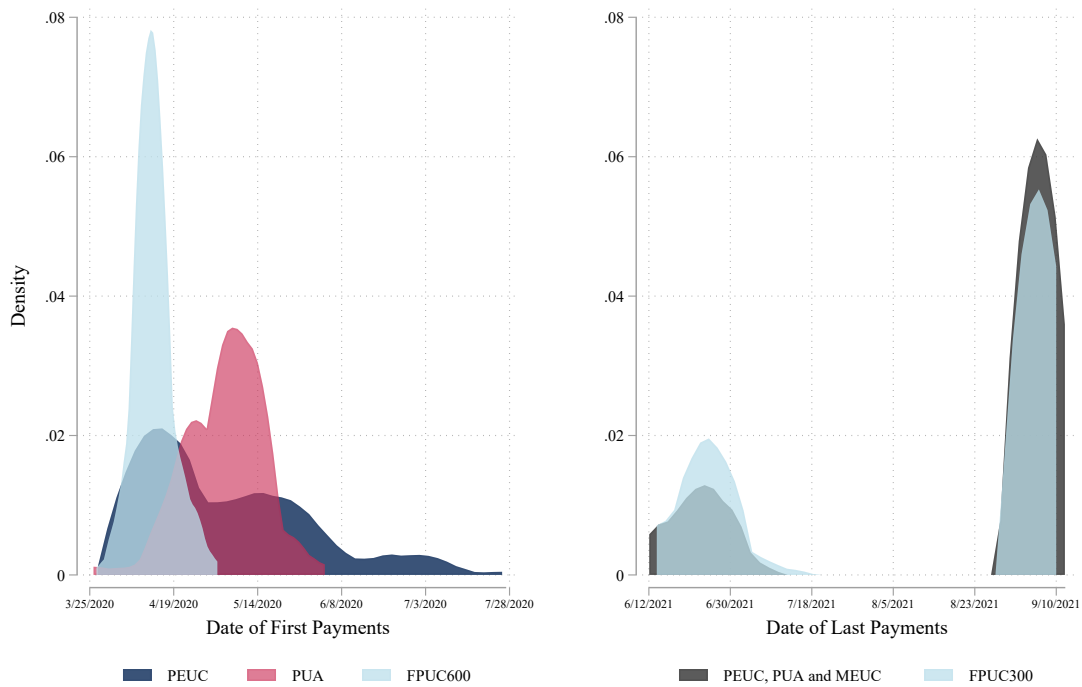 .08
.06
.04
.02
0
Density
3/25/2020 4/19/2020 5/14/2020 6/8/2020 7/3/2020 7/28/2020
Date of First Payments
PEUC PUA FPUC600
.08
.06
.04
.02
0
6/12/2021 6/30/2021 7/18/2021 8/5/2021 8/23/2021 9/10/2021
Date of Last Payments
PEUC, PUA and MEUC FPUC300